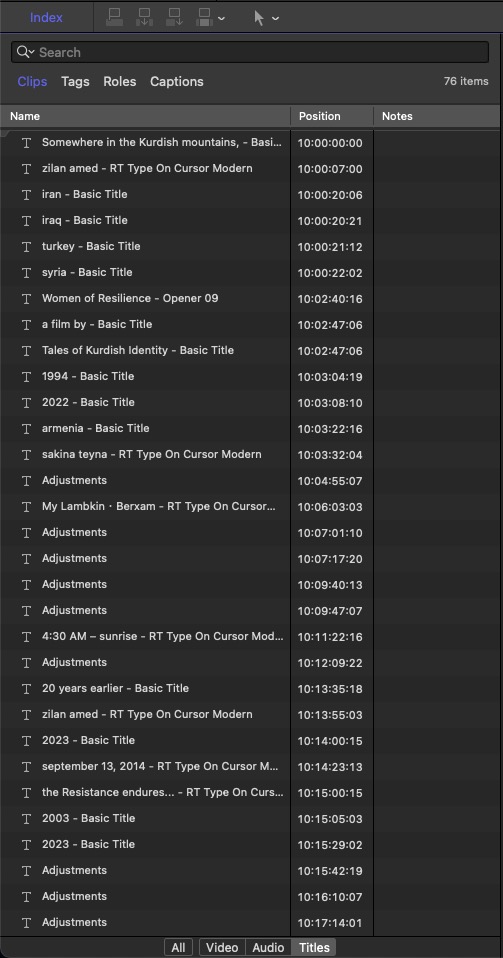 Index
Search
Clips Tags Roles Captions 76 items
Name Position Notes
Somewhere in the Kurdish mountains, - Basi... 10:00:00:00
zilan amed - RT Type On Cursor Modern 10:00:07:00
iran - Basic Title 10:00:20:06
iraq - Basic Title 10:00:20:21
turkey - Basic Title 10:00:21:12
syria - Basic Title 10:00:22:02
Women of Resilience - Opener 09 10:02:40:16
a film by - Basic Title 10:02:47:06
Tales of Kurdish Identity - Basic Title 10:02:47:06
1994 - Basic Title 10:03:04:19
2022 - Basic Title 10:03:08:10
armenia - Basic Title 10:03:22:16
sakina teyna - RT Type On Cursor Modern 10:03:32:04
Adjustments 10:04:55:07
My Lambkin · Berxam - RT Type On Cursor... 10:06:03:03
Adjustments 10:07:01:10
Adjustments 10:07:17:20
Adjustments 10:09:40:13
Adjustments 10:09:47:07
4:30 AM – sunrise - RT Type On Cursor Mod... 10:11:22:16
Adjustments 10:12:09:22
20 years earlier - Basic Title 10:13:35:18
zilan amed - RT Type On Cursor Modern 10:13:55:03
2023 - Basic Title 10:14:00:15
september 13, 2014 - RT Type On Cursor M... 10:14:23:13
the Resistance endures... - RT Type On Curs... 10:15:00:15
2003 - Basic Title 10:15:05:03
2023 - Basic Title 10:15:29:02
Adjustments 10:15:42:19
Adjustments 10:16:10:07
Adjustments 10:17:14:01
All Video Audio Titles